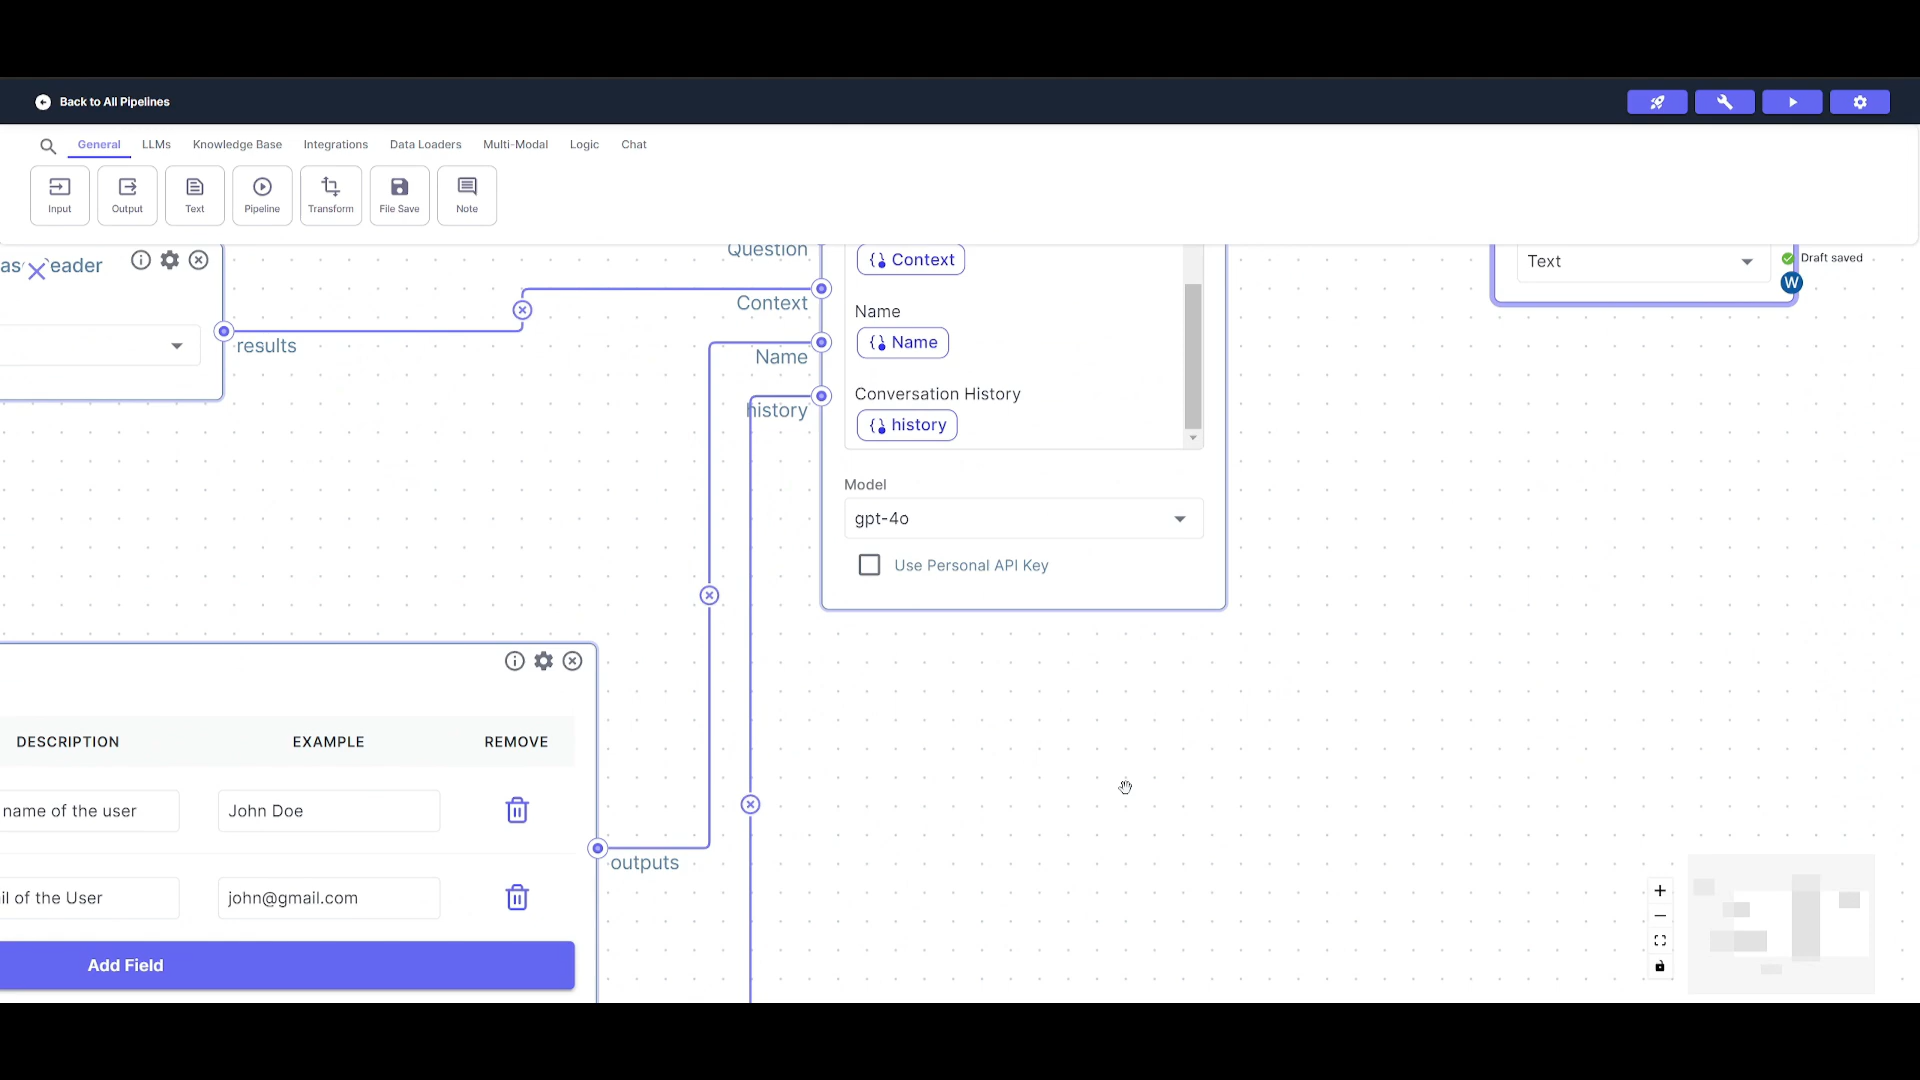 Back to All Pipelines
General
LLMs
Knowledge Base
Integrations
Data Loaders
Multi-Modal
Logic
Chat
Input
Output
Text
Pipeline
Transform
File Save
Note
eader
results
Question
Context
Name
history
Context
Name
Name
Conversation History
history
Model
gpt-4o
Use Personal API Key
Text
Draft saved
W
DESCRIPTION
EXAMPLE
REMOVE
name of the user
John Doe
il of the User
john@gmail.com
outputs
Add Field